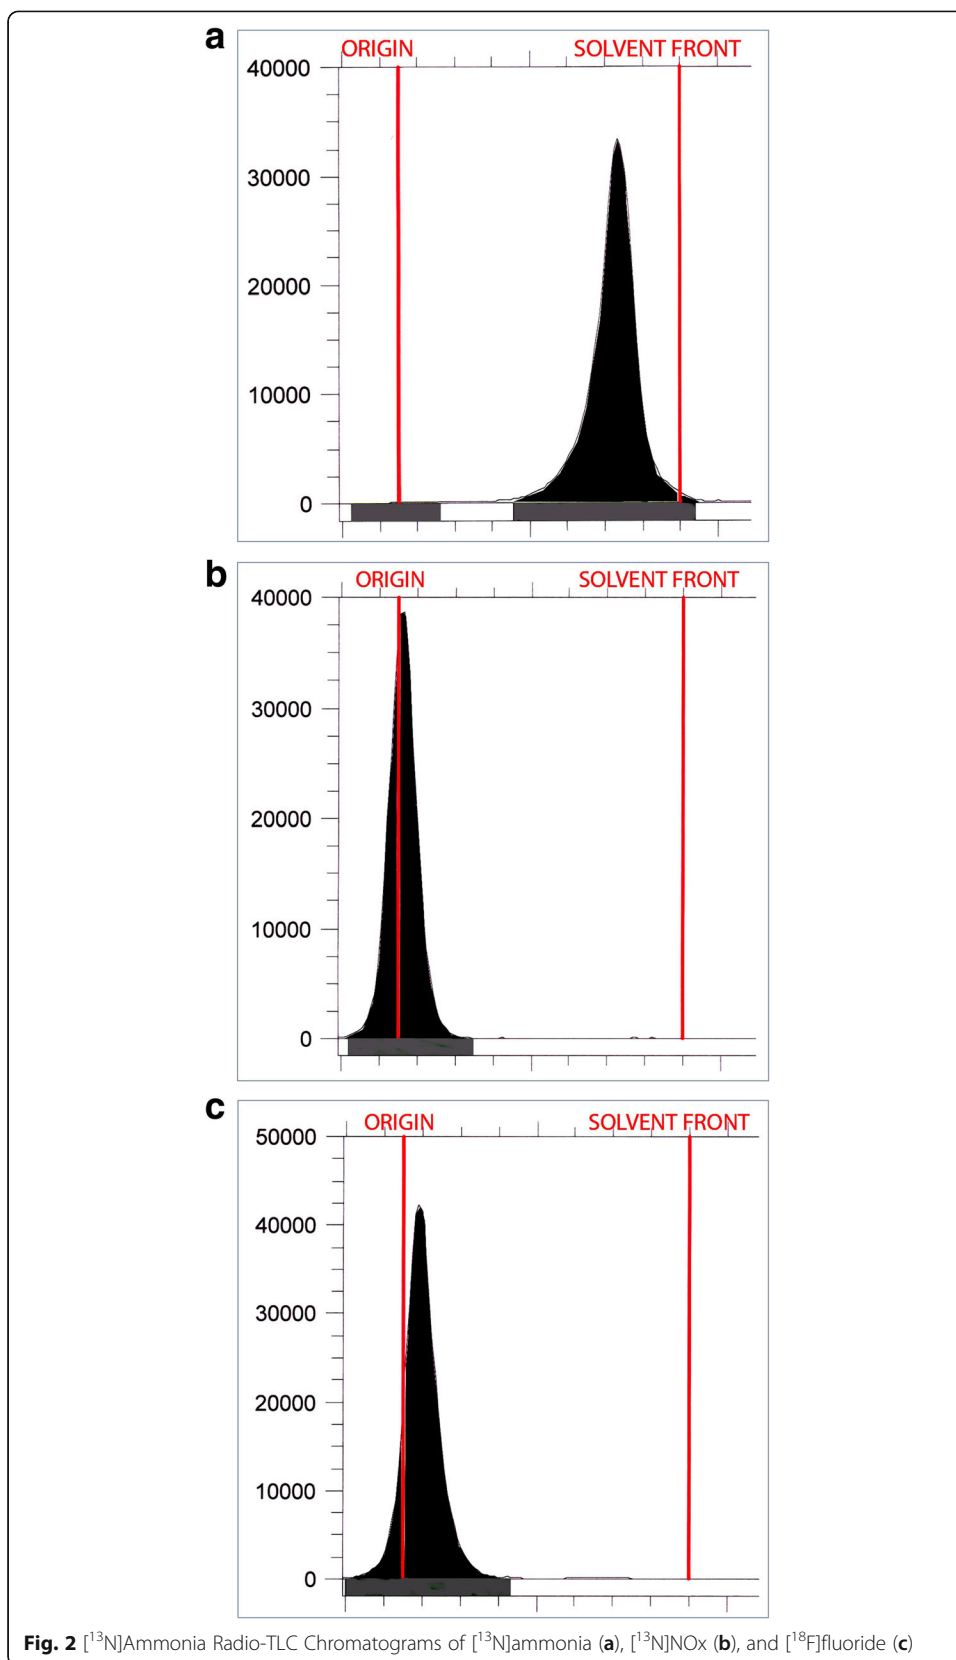 a
ORIGIN SOLVENT FRONT
40000
30000
20000
10000
0
b
ORIGIN SOLVENT FRONT
40000
30000
20000
10000
0
c
ORIGIN SOLVENT FRONT
50000
40000
30000
20000
10000
0
Fig. 2 [¹³N]Ammonia Radio-TLC Chromatograms of [¹³N]ammonia (a), [¹³N]NOx (b), and [¹⁸F]fluoride (c)